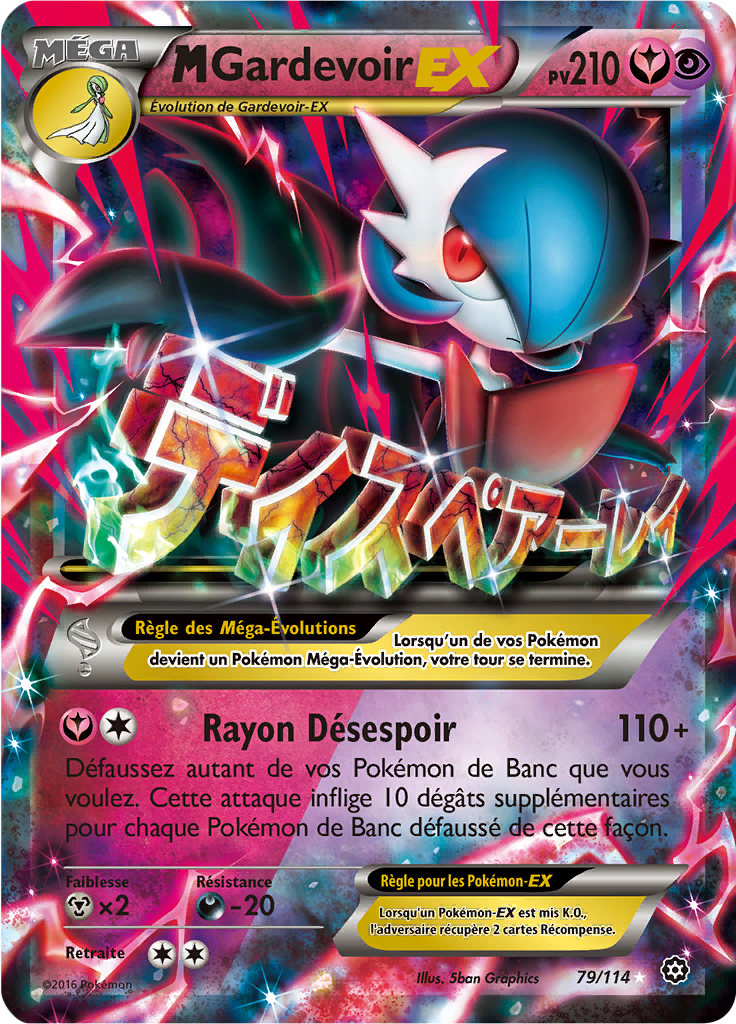 MÉGA
M Gardevoir EX
PV210
Évolution de Gardevoir-EX
ディスペアーレイ
Règle des Méga-Évolutions
Lorsqu'un de vos Pokémon
devient un Pokémon Méga-Évolution, votre tour se termine.
Rayon Désespoir 110+
Défaussez autant de vos Pokémon de Banc que vous
voulez. Cette attaque inflige 10 dégâts supplémentaires
pour chaque Pokémon de Banc défaussé de cette façon.
Faiblesse
×2
Résistance
-20
Règle pour les Pokémon-EX
Lorsqu'un Pokémon-EX est mis K.O.,
l'adversaire récupère 2 cartes Récompense.
Retraite
©2016 Pokémon
Illus. 5ban Graphics
79/114